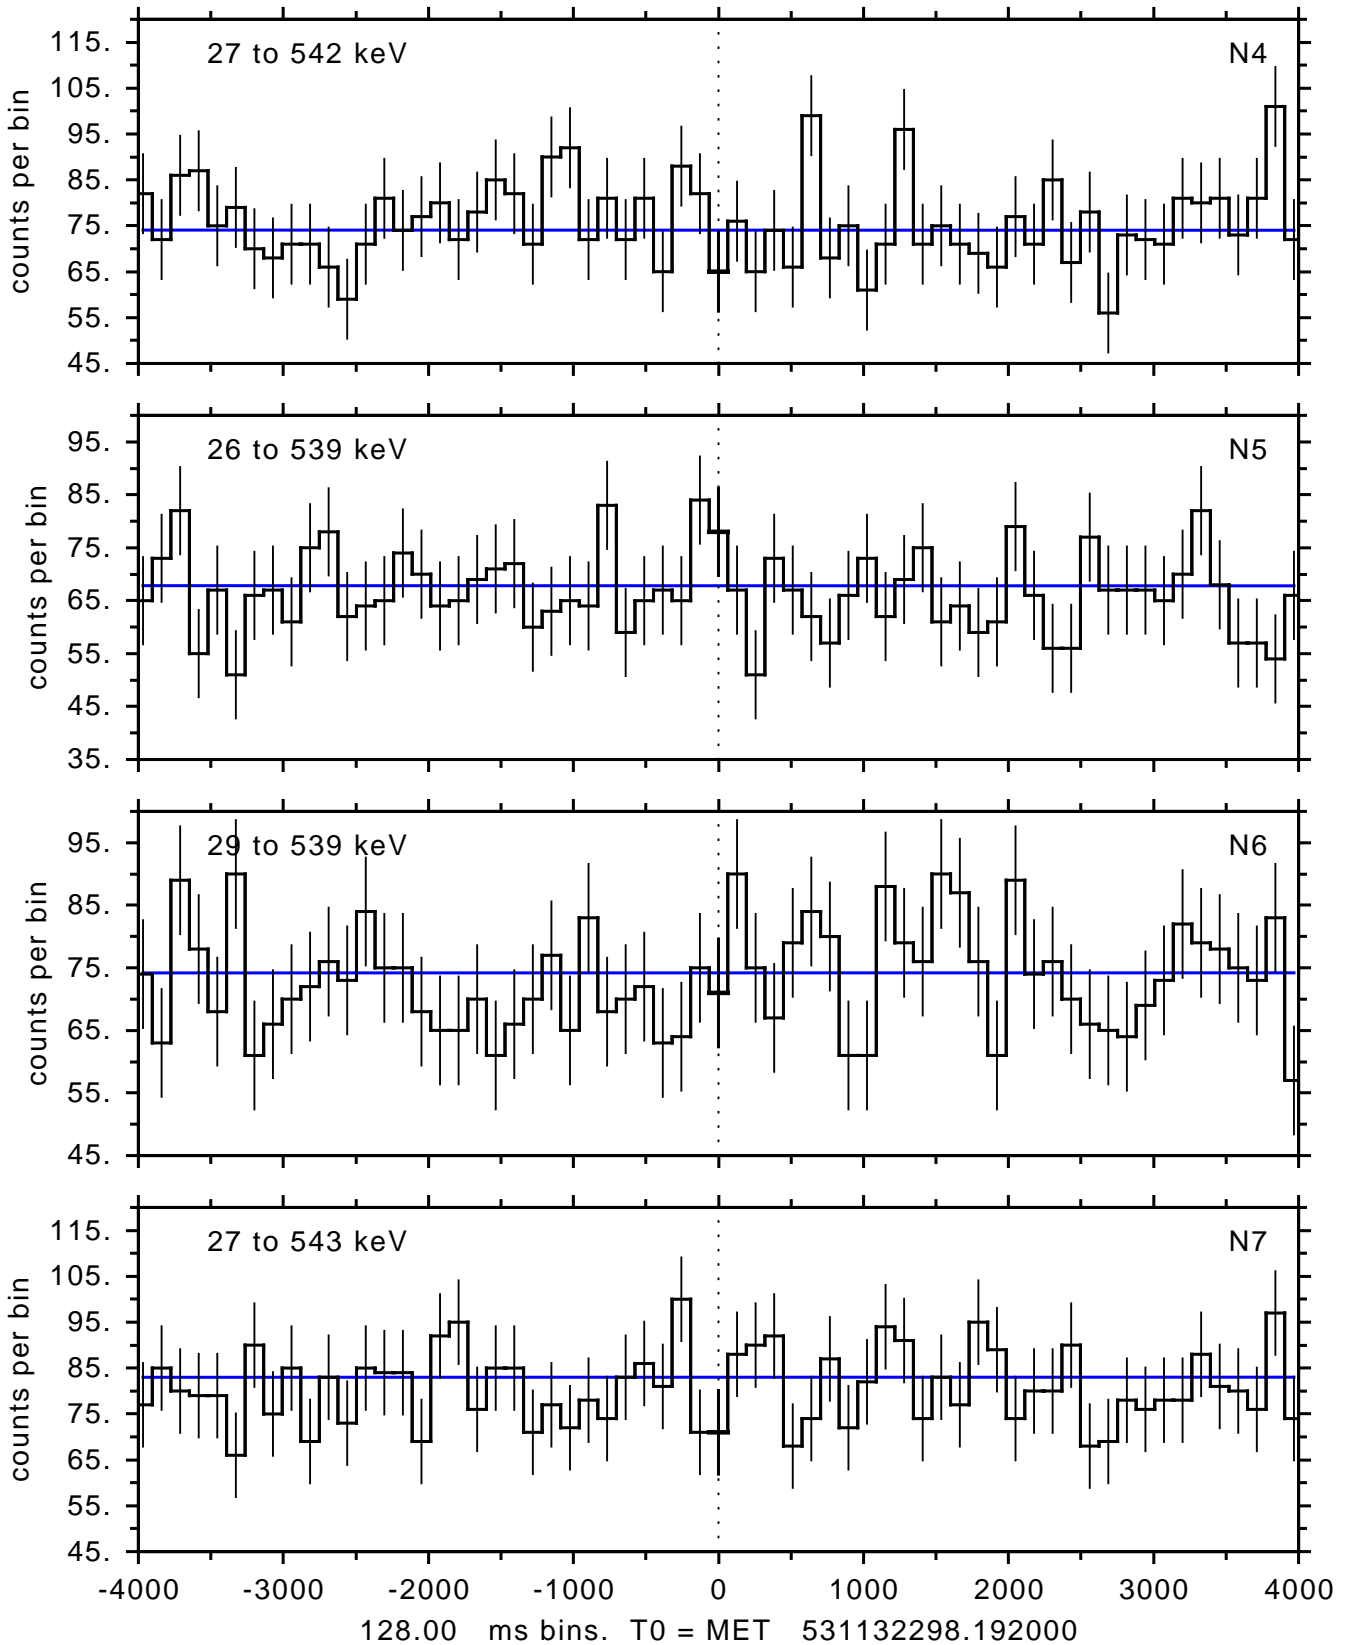 27 to 542 keV N4
115.
105.
95.
85.
75.
65.
55.
45.
counts per bin
26 to 539 keV N5
95.
85.
75.
65.
55.
45.
35.
counts per bin
29 to 539 keV N6
95.
85.
75.
65.
55.
45.
counts per bin
27 to 543 keV N7
115.
105.
95.
85.
75.
65.
55.
45.
counts per bin
-4000 -3000 -2000 -1000 0 1000 2000 3000 4000
128.00 ms bins. T0 = MET 531132298.192000